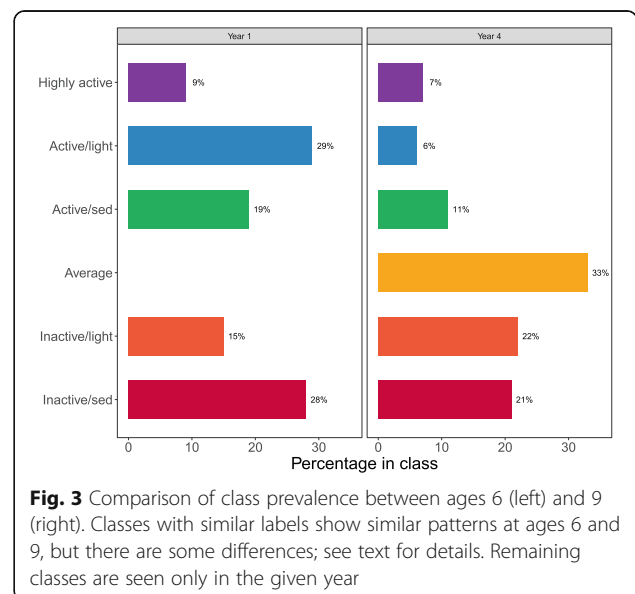 Year 1 Year 4
Highly active 9% 7%
Active/light 29% 6%
Active/sed 19% 11%
Average 33%
Inactive/light 15% 22%
Inactive/sed 28% 21%
0 10 20 30 0 10 20 30
Percentage in class
Fig. 3 Comparison of class prevalence between ages 6 (left) and 9
(right). Classes with similar labels show similar patterns at ages 6 and
9, but there are some differences; see text for details. Remaining
classes are seen only in the given year